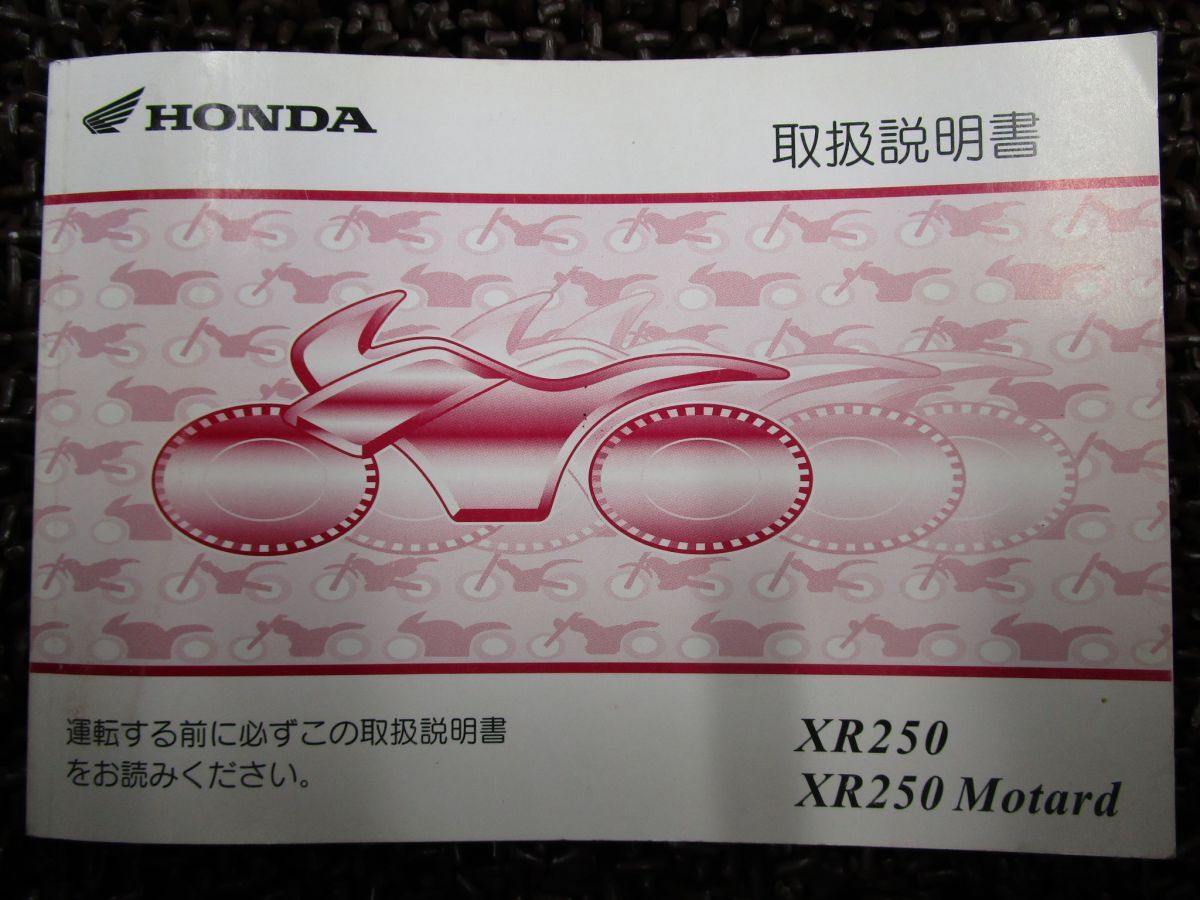 HONDA
取扱説明書
運転する前に必ずこの取扱説明書
をお読みください。
XR250
XR250 Motard